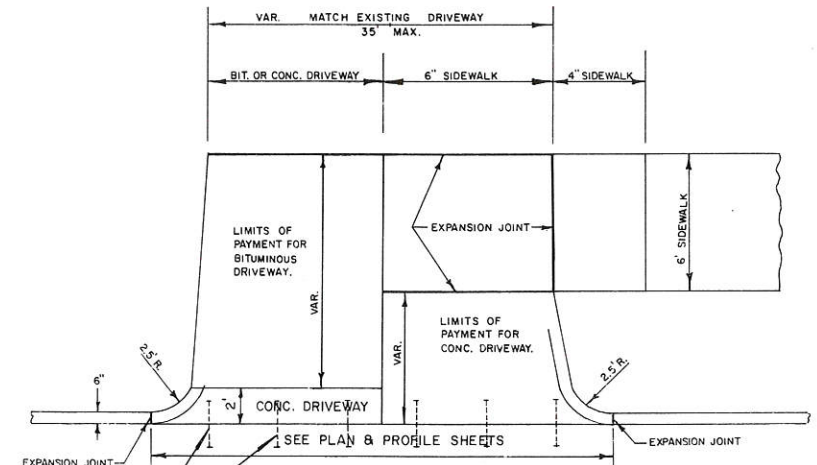 VAR. MATCH EXISTING DRIVEWAY
35' MAX.
BIT. OR CONC. DRIVEWAY
6" SIDEWALK
4" SIDEWALK
LIMITS OF
PAYMENT FOR
BITUMINOUS
DRIVEWAY.
VAR.
EXPANSION JOINT
6' SIDEWALK
LIMITS OF
PAYMENT FOR
CONC. DRIVEWAY.
VAR.
2.5' R.
2.5' R.
6"
2'
CONC. DRIVEWAY
SEE PLAN & PROFILE SHEETS
EXPANSION JOINT
EXPANSION JOINT